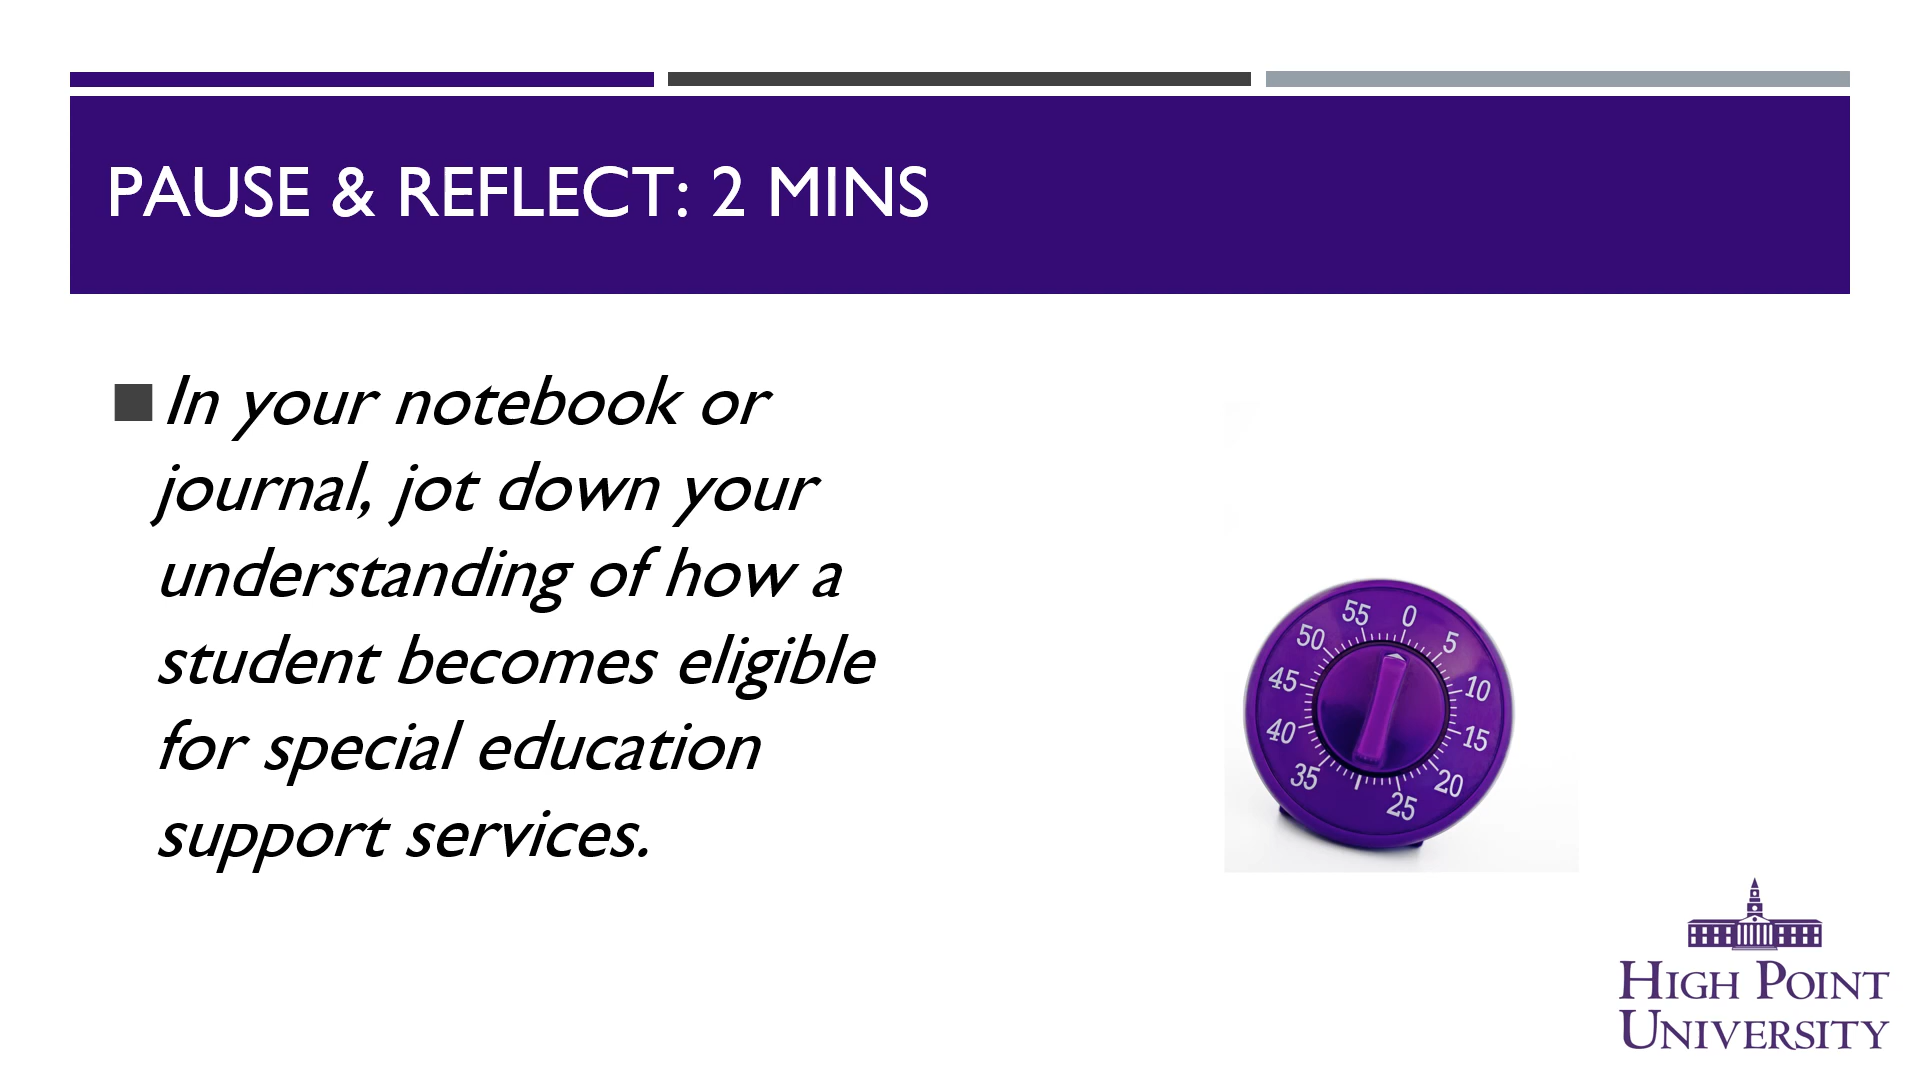 PAUSE & REFLECT: 2 MINS
In your notebook or
journal, jot down your
understanding of how a
student becomes eligible
for special education
support services.
55 0
50 5
45 10
40 15
35 20
25
HIGH POINT
UNIVERSITY